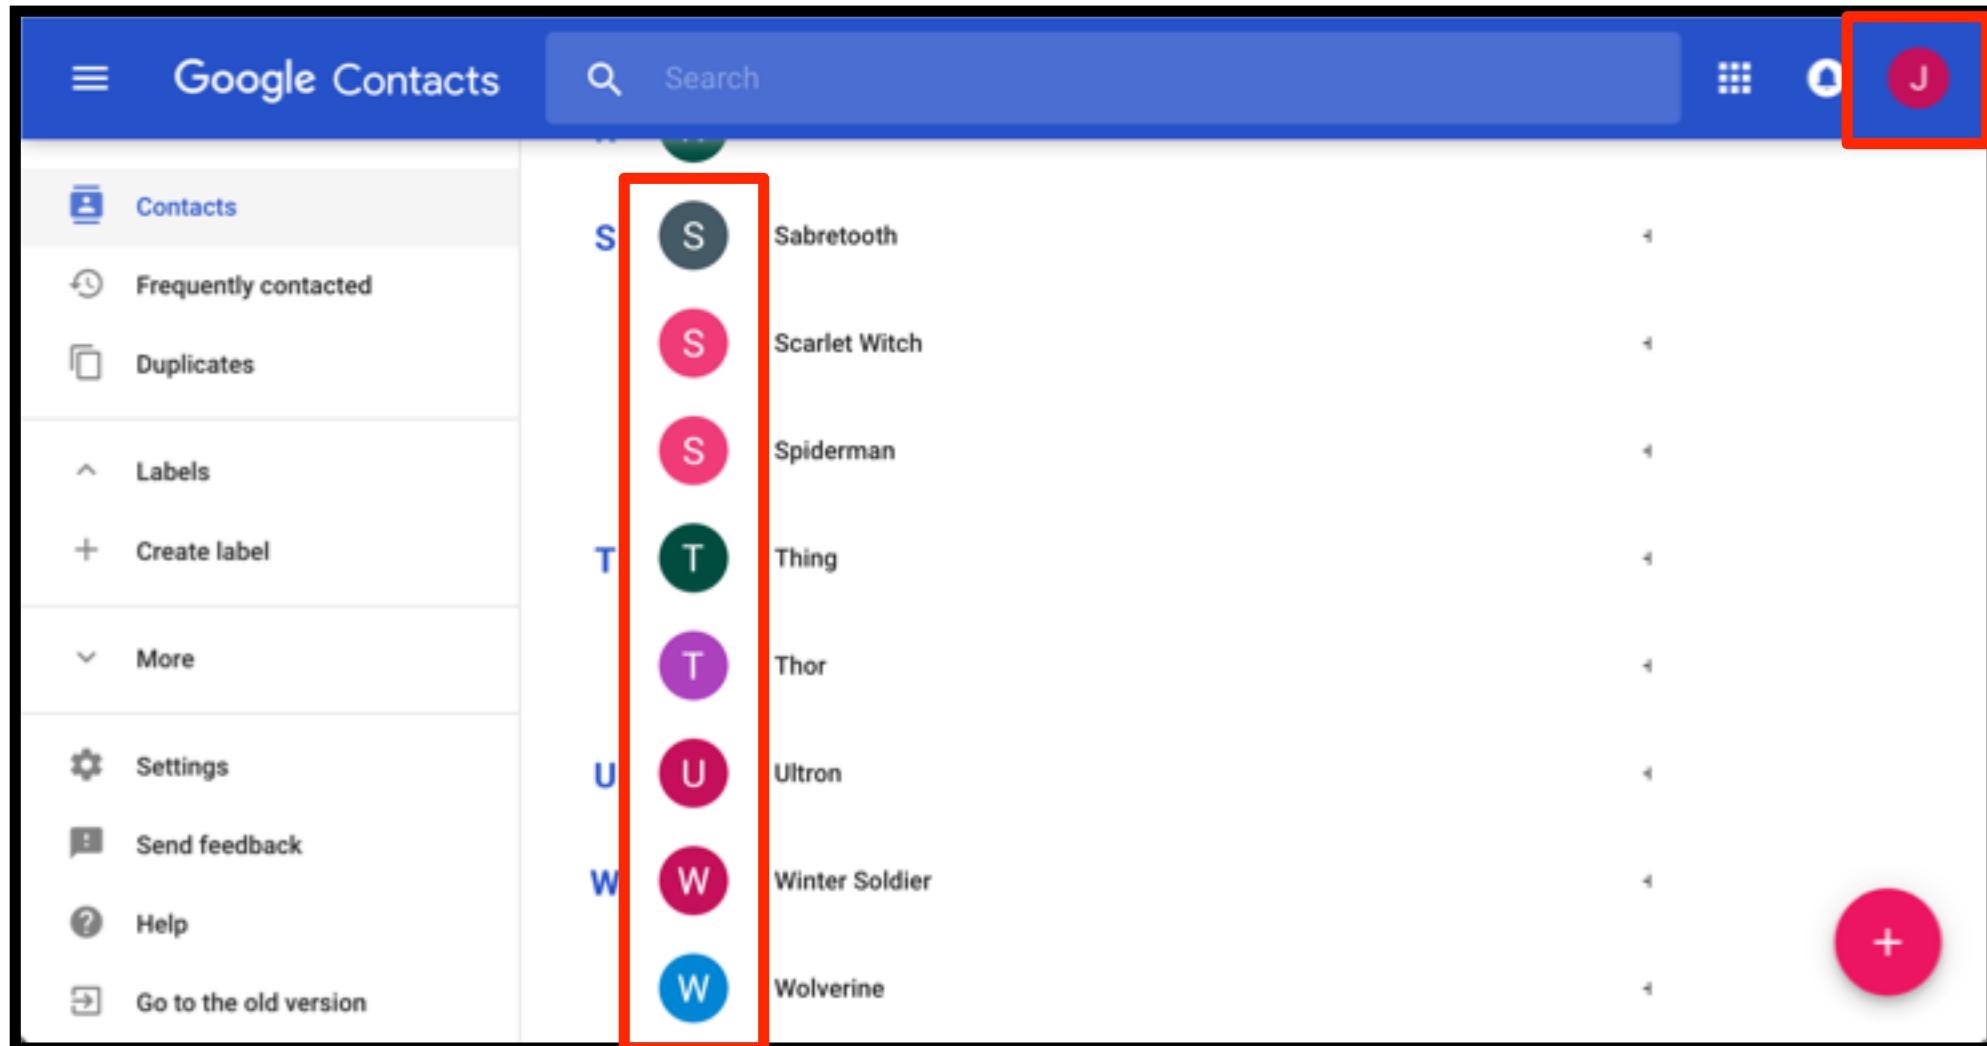 Google Contacts
Search
J
Contacts
Frequently contacted
Duplicates
Labels
Create label
More
Settings
Send feedback
Help
Go to the old version
S S Sabretooth
S Scarlet Witch
S Spiderman
T T Thing
T Thor
U U Ultron
W W Winter Soldier
W Wolverine